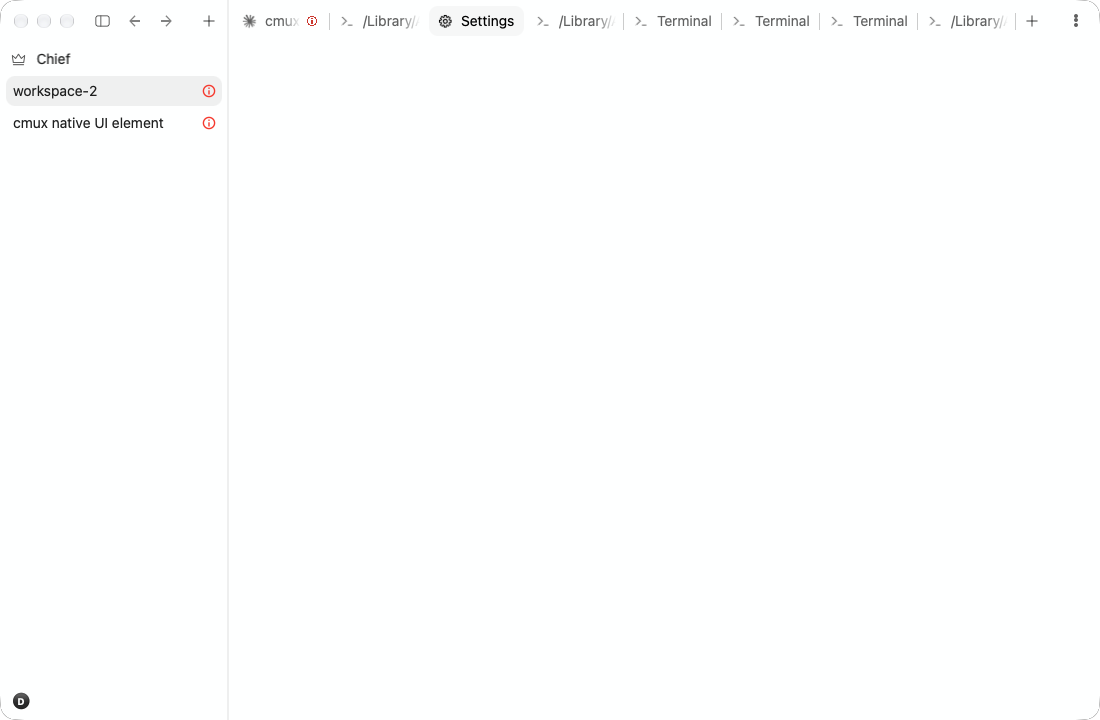 cmux
/Library/
Settings
/Library/
Terminal
Terminal
Terminal
/Library/
Chief
workspace-2
cmux native UI element
D